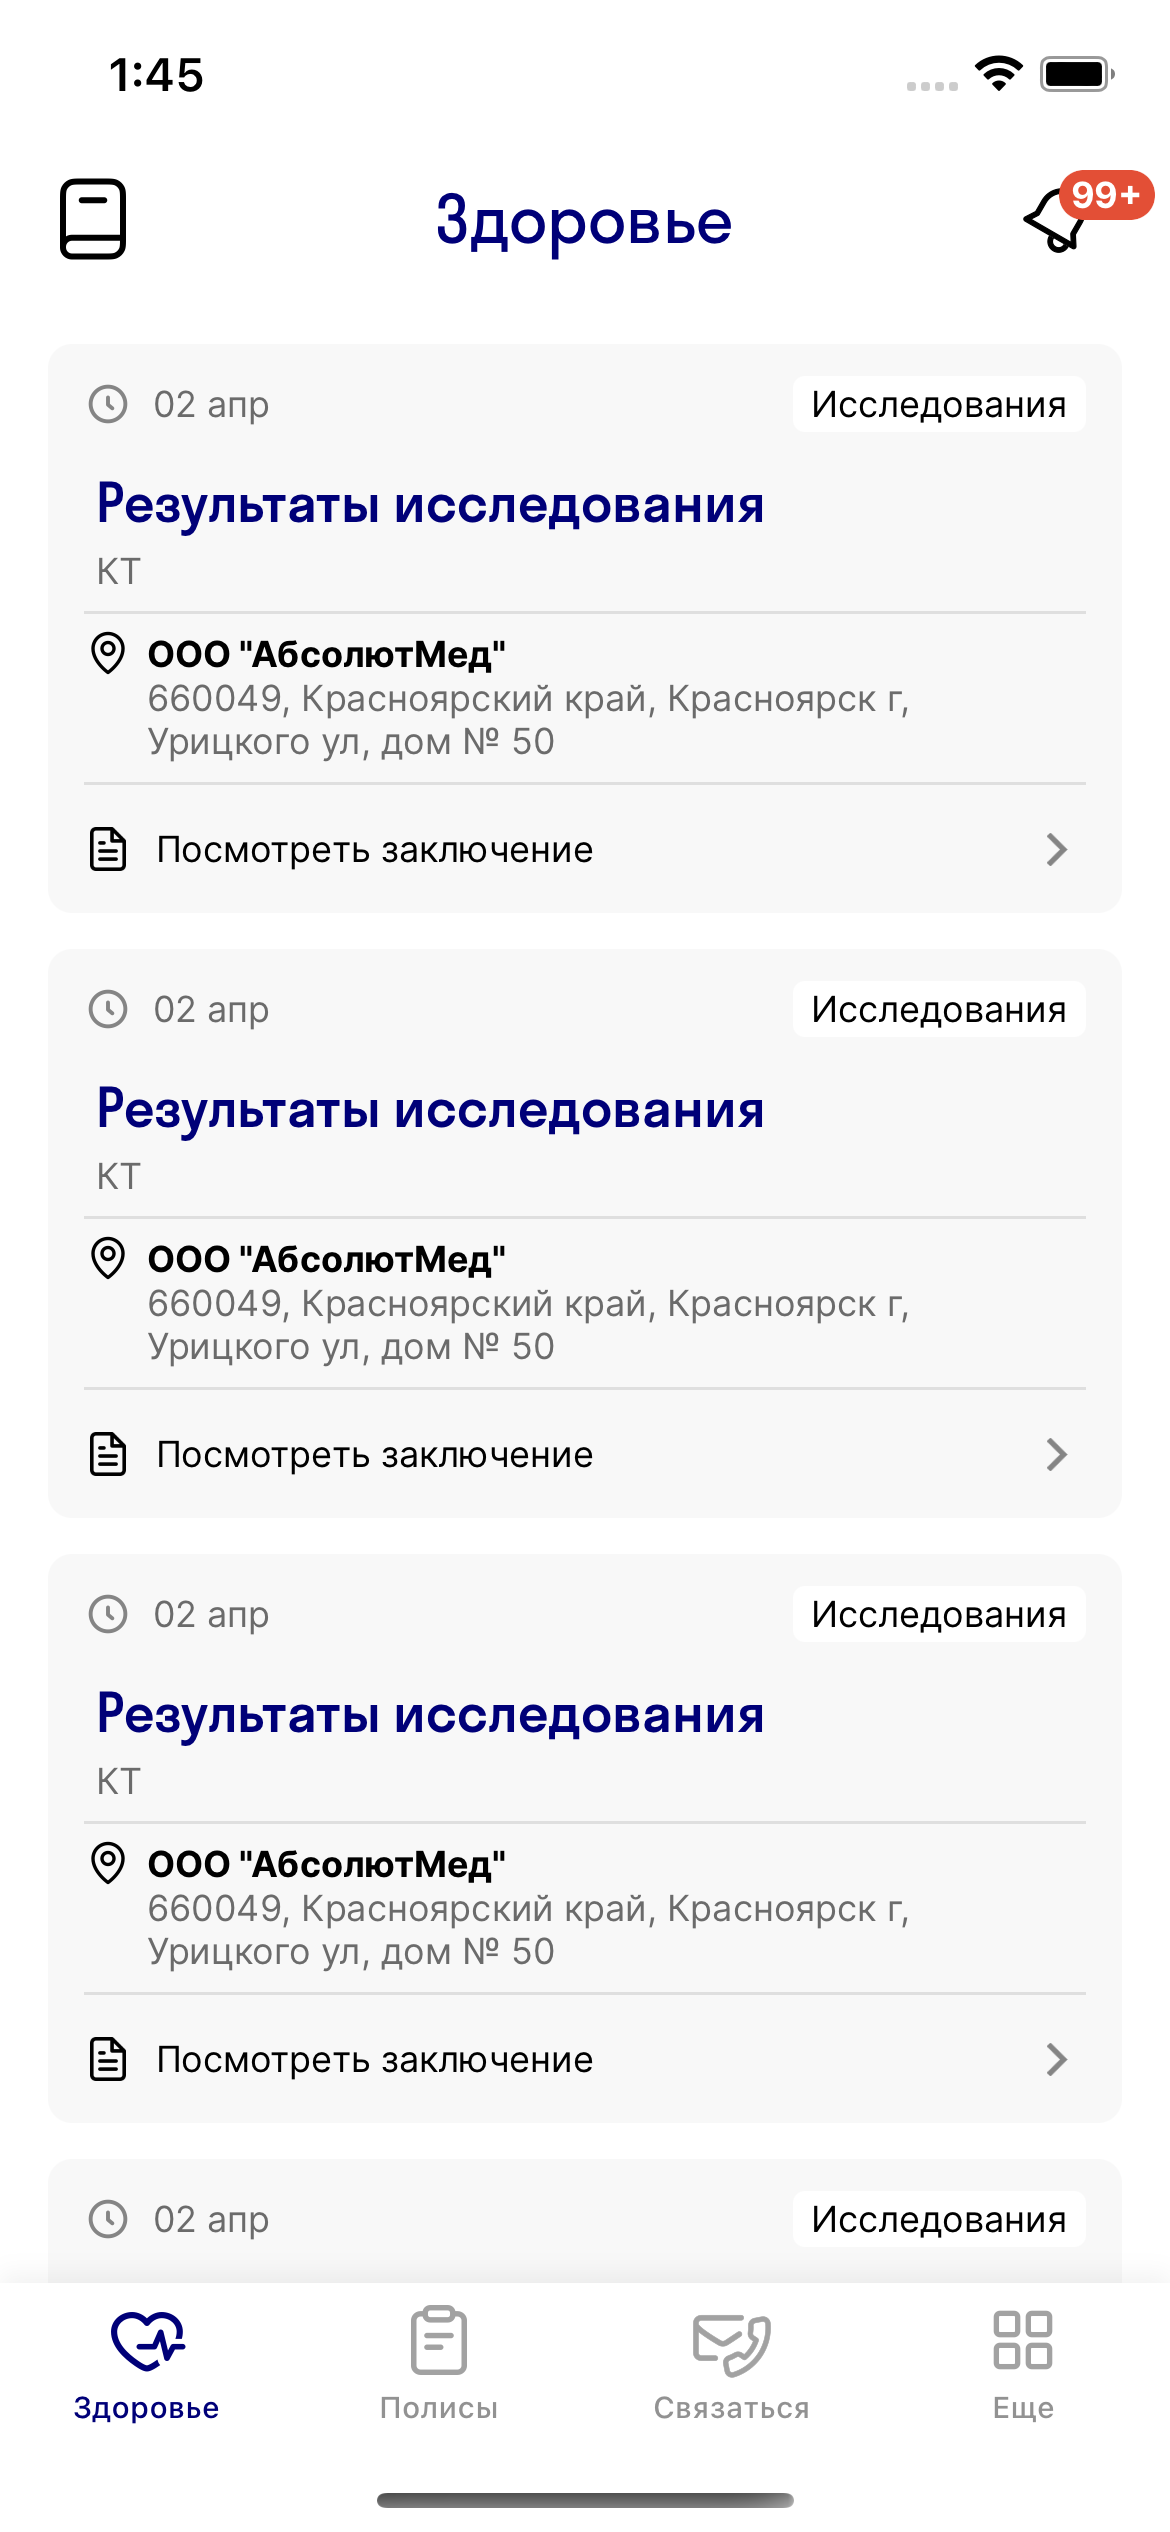 1:45
Здоровье
99+
02 апр
Исследования
Результаты исследования
КТ
ООО "АбсолютМед"
660049, Красноярский край, Красноярск г,
Урицкого ул, дом № 50
Посмотреть заключение
02 апр
Исследования
Результаты исследования
КТ
ООО "АбсолютМед"
660049, Красноярский край, Красноярск г,
Урицкого ул, дом № 50
Посмотреть заключение
02 апр
Исследования
Результаты исследования
КТ
ООО "АбсолютМед"
660049, Красноярский край, Красноярск г,
Урицкого ул, дом № 50
Посмотреть заключение
02 апр
Исследования
Здоровье
Полисы
Связаться
Еще